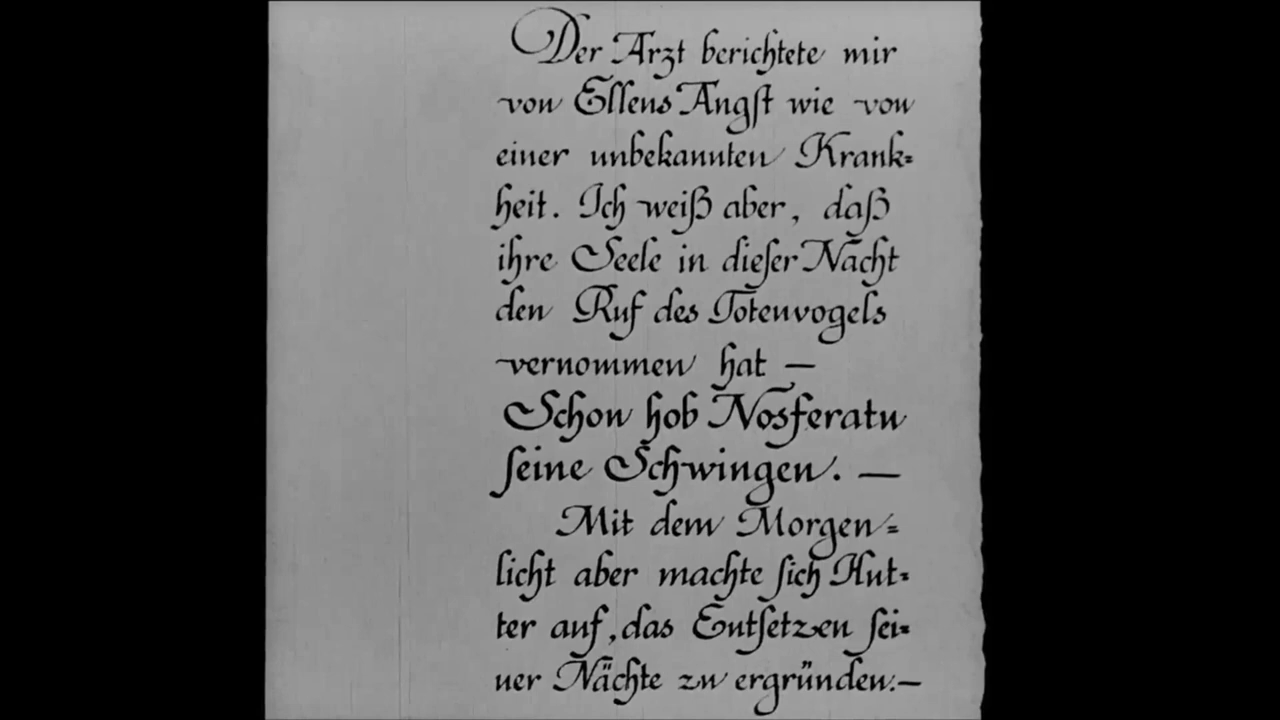 Der Arzt berichtete mir
von Ellens Angst wie von
einer unbekannten Krank=
heit. Ich weiß aber, daß
ihre Seele in dieſer Nacht
den Ruf des Totenvogels
vernommen hat —
Schon hob Nosferatu
ſeine Schwingen. —
Mit dem Morgen=
licht aber machte ſich Hut=
ter auf, das Entſetzen ſei=
ner Nächte zu ergründen.—